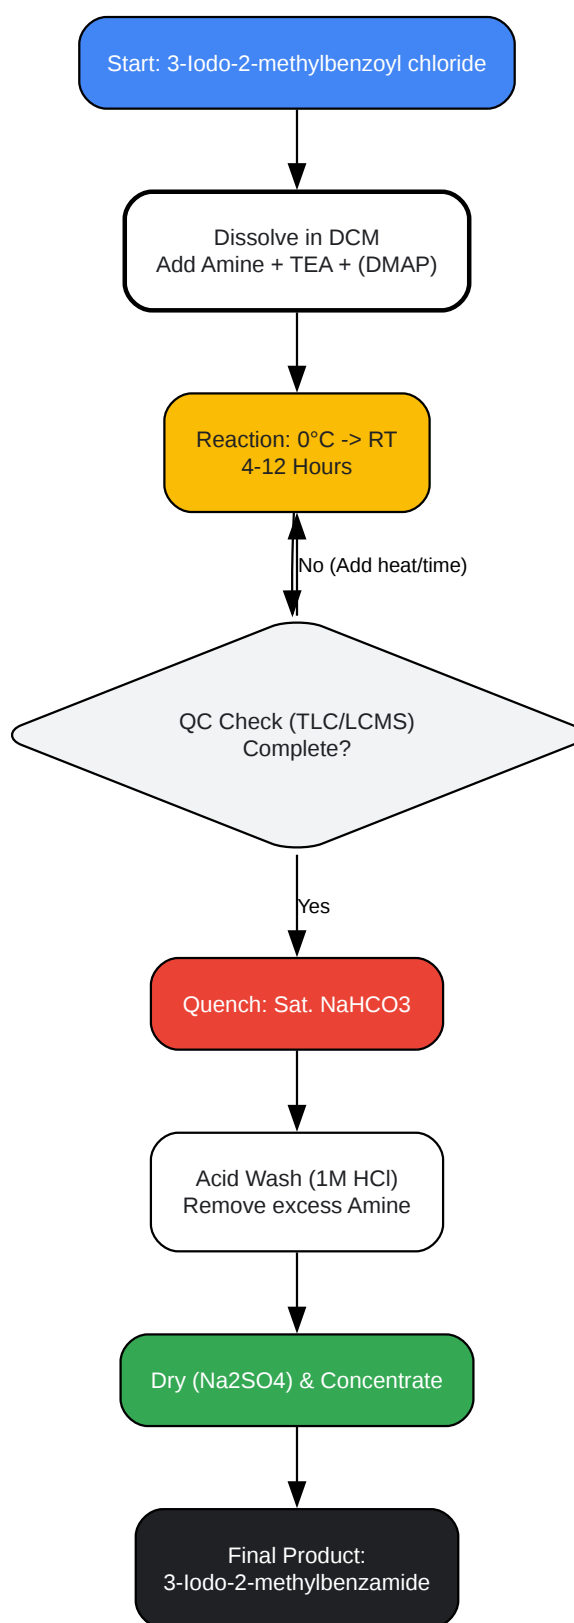 Start: 3-Iodo-2-methylbenzoyl chloride
Dissolve in DCM
Add Amine + TEA + (DMAP)
Reaction: 0°C -> RT
4-12 Hours
No (Add heat/time)
QC Check (TLC/LCMS)
Complete?
Yes
Quench: Sat. NaHCO3
Acid Wash (1M HCl)
Remove excess Amine
Dry (Na2SO4) & Concentrate
Final Product:
3-Iodo-2-methylbenzamide